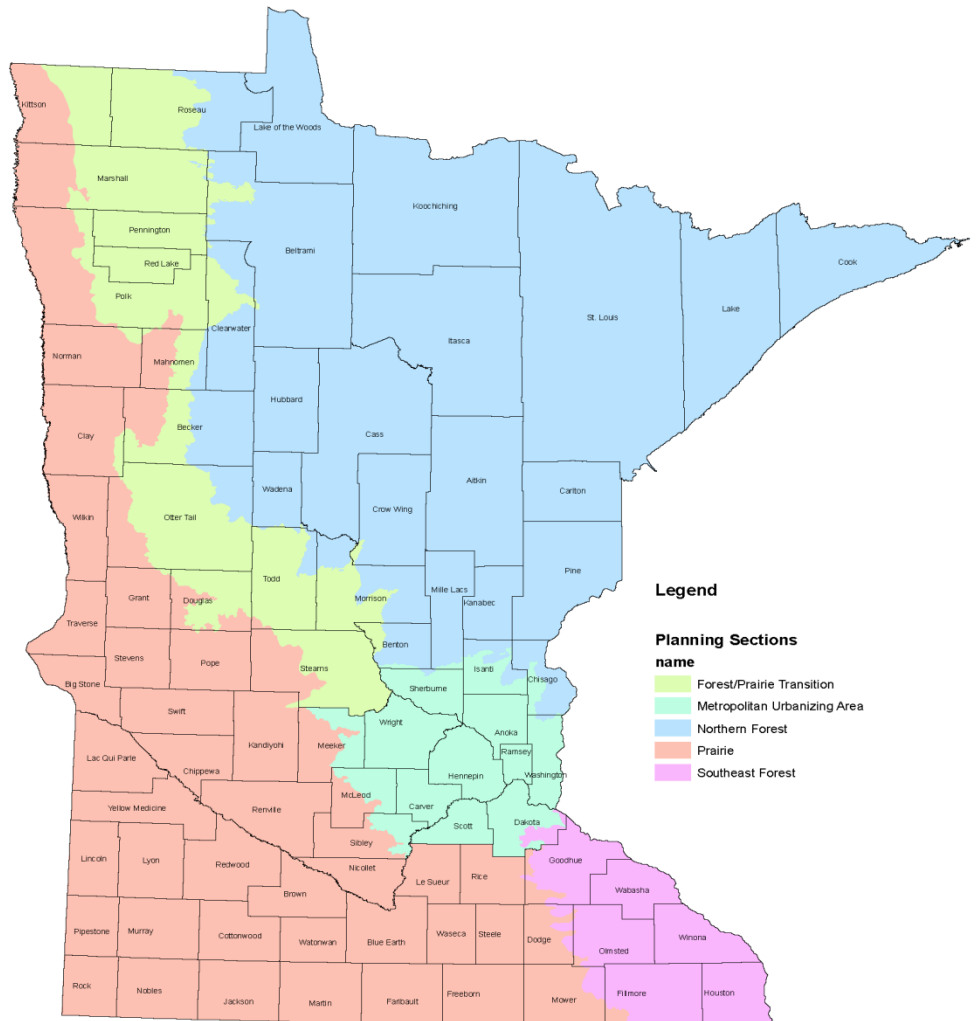 Kittson
Roseau
Lake of the Woods
Marshall
Koochiching
Pennington
Beltrami
Red Lake
Cook
Polk
Lake
St. Louis
Clearwater
Itasca
Norman
Mahnomen
Hubbard
Becker
Cass
Clay
Aitkin
Wadena
Carlton
Crow Wing
Otter Tail
Wilkin
Pine
Todd
Mille Lacs
Legend
Grant
Douglas
Morrison
Kanabec
Traverse
Planning Sections
Benton
name
Stevens
Pope
Stearns
Isanti
Chisago
Forest/Prairie Transition
Big Stone
Sherburne
Metropolitan Urbanizing Area
Swift
Wright
Northern Forest
Anoka
Kandiyohi
Meeker
Ramsey
Prairie
Lac Qui Parle
Chippewa
Hennepin
Washington
Southeast Forest
McLeod
Carver
Yellow Medicine
Renville
Scott
Dakota
Sibley
Lincoln
Lyon
Redwood
Nicollet
Goodhue
Le Sueur
Rice
Brown
Wabasha
Pipestone
Murray
Cottonwood
Watonwan
Blue Earth
Waseca
Steele
Dodge
Winona
Olmsted
Rock
Nobles
Jackson
Martin
Faribault
Freeborn
Mower
Fillmore
Houston